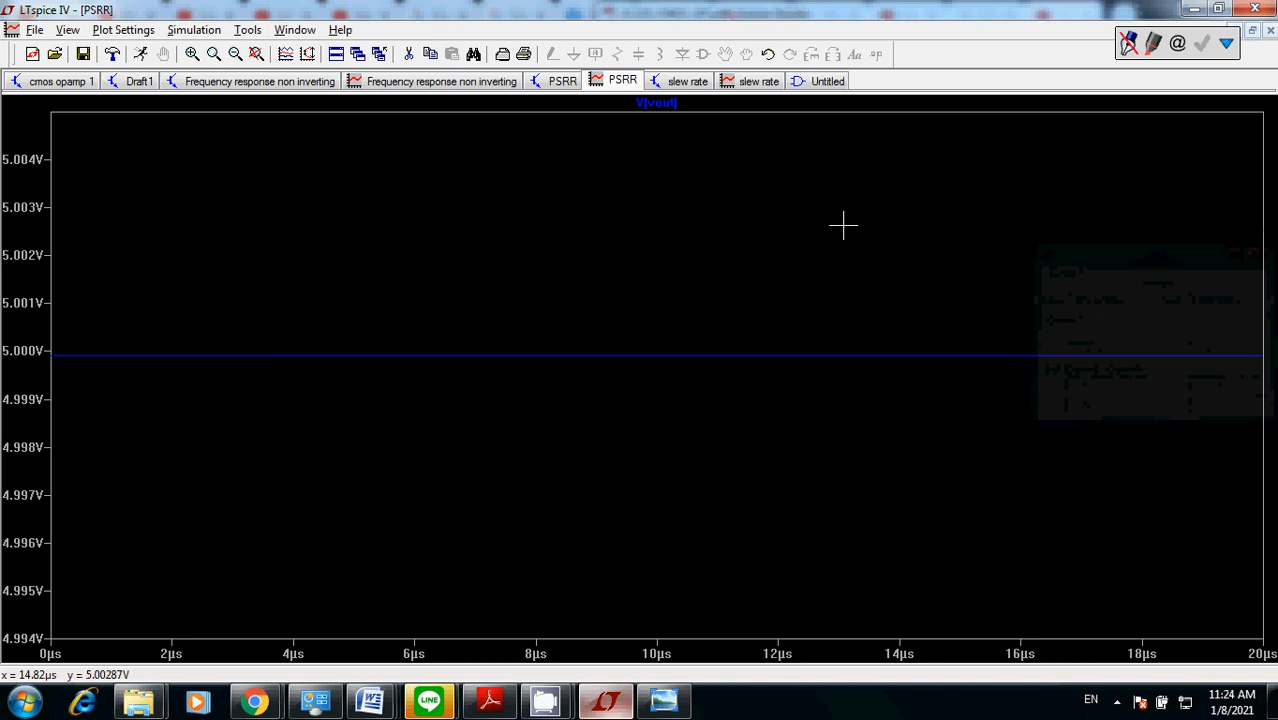 LTspice IV - [PSRR]
File View Plot Settings Simulation Tools Window Help
cmos opamp 1 Draft1 Frequency response non inverting Frequency response non inverting PSRR PSRR slew rate slew rate Untitled
V(vout)
5.004V
5.003V
5.002V
5.001V
5.000V
4.999V
4.998V
4.997V
4.996V
4.995V
4.994V
0µs 2µs 4µs 6µs 8µs 10µs 12µs 14µs 16µs 18µs 20µs
x = 14.82µs y = 5.00287V
LINE
EN
11:24 AM
1/8/2021